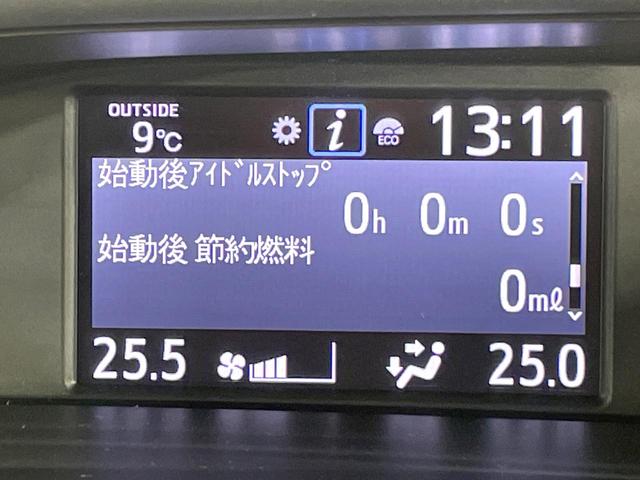 OUTSIDE
9℃ i ECO 13:11
始動後アイドルストップ
0h 0m 0s
始動後 節約燃料
0mℓ
25.5 25.0